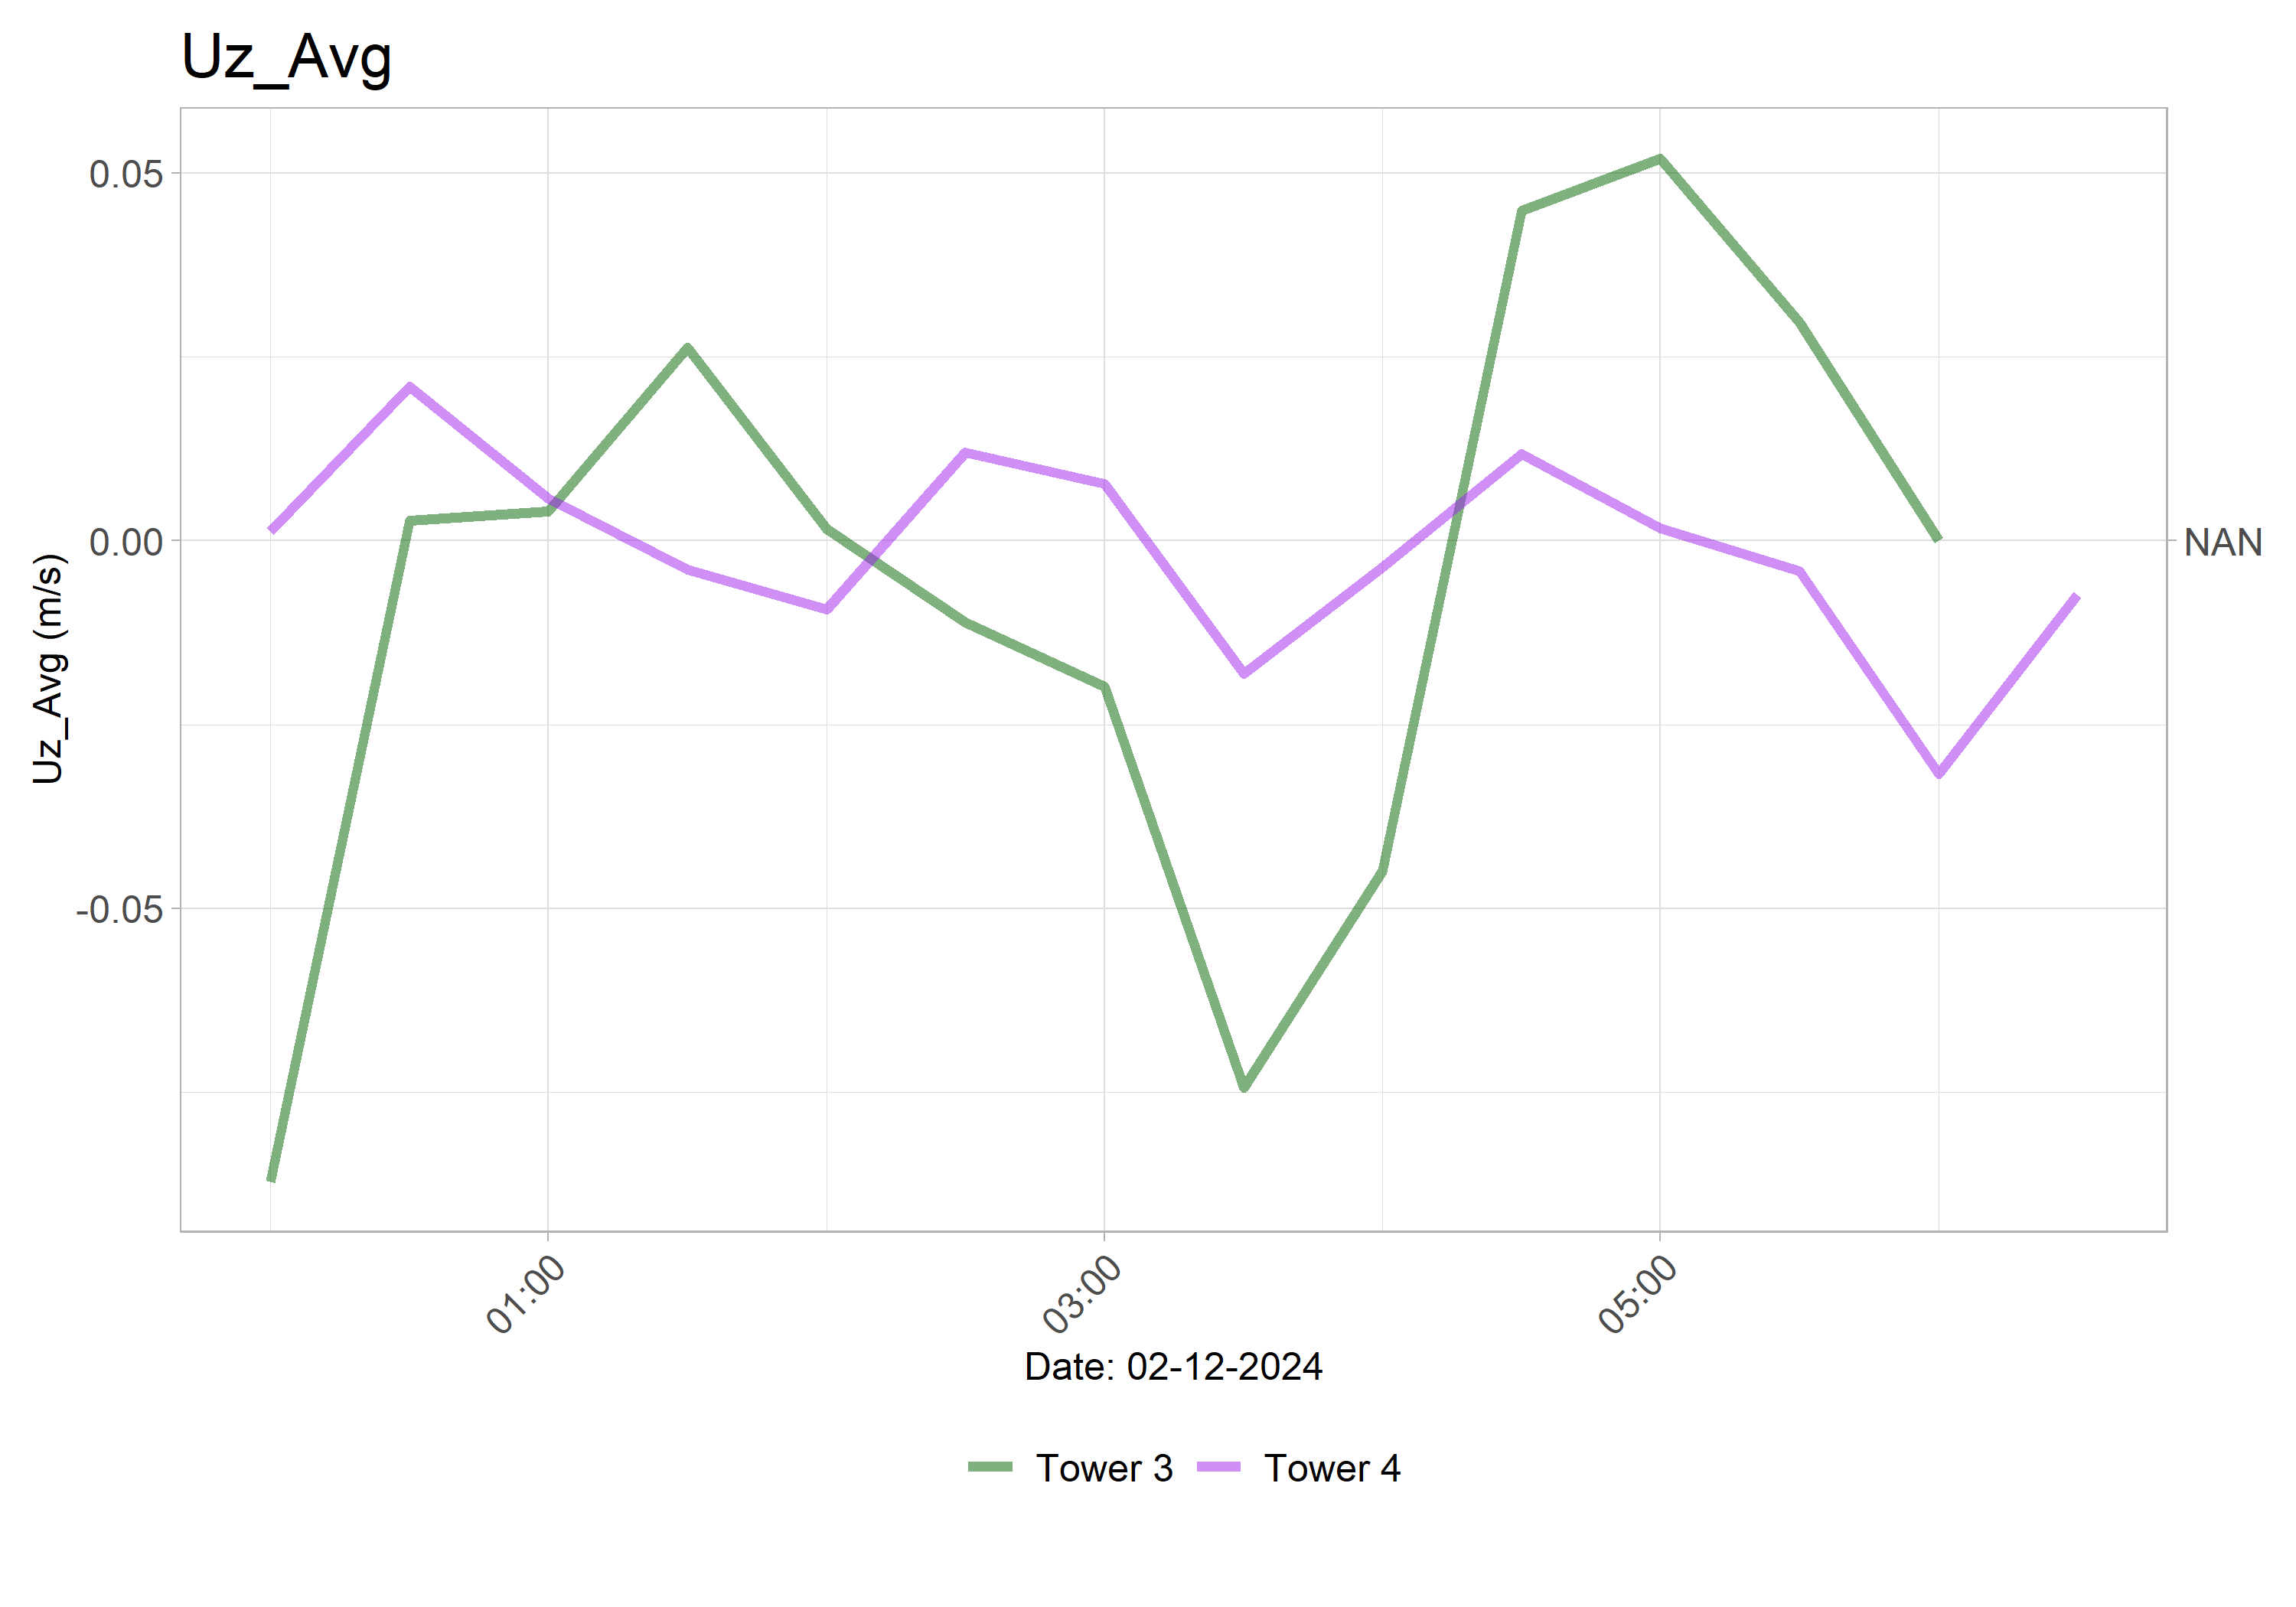 Uz_Avg
0.05
0.00
-0.05
NAN
Uz_Avg (m/s)
01:00
03:00
05:00
Date: 02-12-2024
Tower 3
Tower 4